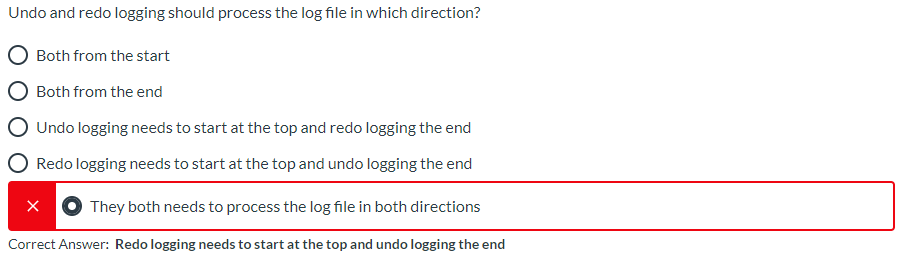 Undo and redo logging should process the log file in which direction?
Both from the start
Both from the end
Undo logging needs to start at the top and redo logging the end
Redo logging needs to start at the top and undo logging the end
They both needs to process the log file in both directions
Correct Answer: Redo logging needs to start at the top and undo logging the end